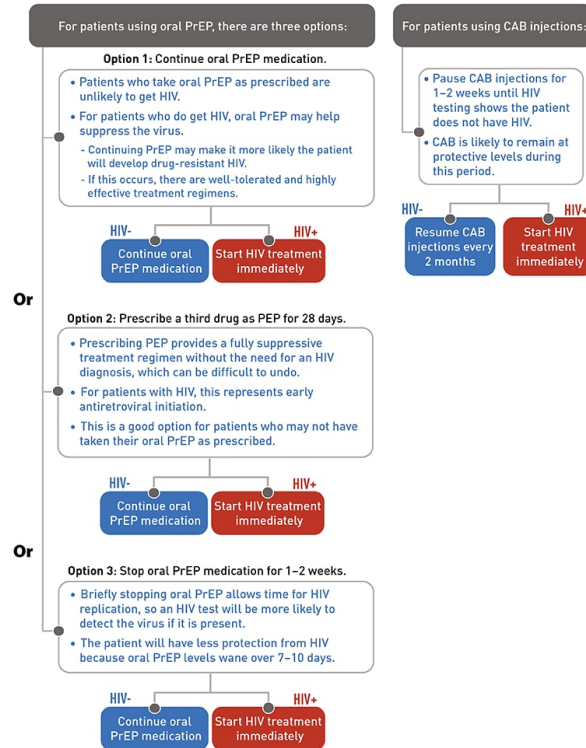 For patients using oral PrEP, there are three options:
Option 1: Continue oral PrEP medication.
• Patients who take oral PrEP as prescribed are
unlikely to get HIV.
• For patients who do get HIV, oral PrEP may help
suppress the virus.
- Continuing PrEP may make it more likely the patient
will develop drug-resistant HIV.
- If this occurs, there are well-tolerated and highly
effective treatment regimens.
HIV-
HIV+
Continue oral
PrEP medication
Start HIV treatment
immediately
Or
Option 2: Prescribe a third drug as PEP for 28 days.
• Prescribing PEP provides a fully suppressive
treatment regimen without the need for an HIV
diagnosis, which can be difficult to undo.
• For patients with HIV, this represents early
antiretroviral initiation.
• This is a good option for patients who may not have
taken their oral PrEP as prescribed.
HIV-
HIV+
Continue oral
PrEP medication
Start HIV treatment
immediately
Or
Option 3: Stop oral PrEP medication for 1–2 weeks.
• Briefly stopping oral PrEP allows time for HIV
replication, so an HIV test will be more likely to
detect the virus if it is present.
• The patient will have less protection from HIV
because oral PrEP levels wane over 7–10 days.
HIV-
HIV+
Continue oral
PrEP medication
Start HIV treatment
immediately
For patients using CAB injections:
• Pause CAB injections for
1–2 weeks until HIV
testing shows the patient
does not have HIV.
• CAB is likely to remain at
protective levels during
this period.
HIV-
HIV+
Resume CAB
injections every
2 months
Start HIV
treatment
immediately